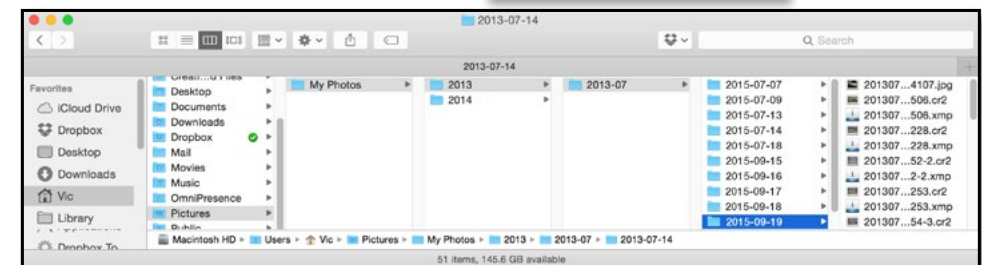 2013-07-14
Search
2013-07-14
Favorites
iCloud Drive
Dropbox
Desktop
Downloads
Vic
Library
Dropbox To
Desktop
Documents
Downloads
Dropbox
Mail
Movies
Music
OmniPresence
Pictures
Public
My Photos
2013
2014
2013-07
2015-07-07
2015-07-09
2015-07-13
2015-07-14
2015-07-18
2015-09-15
2015-09-16
2015-09-17
2015-09-18
2015-09-19
201307...4107.jpg
201307...506.cr2
201307...506.xmp
201307...228.cr2
201307...228.xmp
201307...52-2.cr2
201307...2-2.xmp
201307...253.cr2
201307...253.xmp
201307...54-3.cr2
Macintosh HD ▸ Users ▸ Vic ▸ Pictures ▸ My Photos ▸ 2013 ▸ 2013-07 ▸ 2013-07-14
51 items, 145.6 GB available